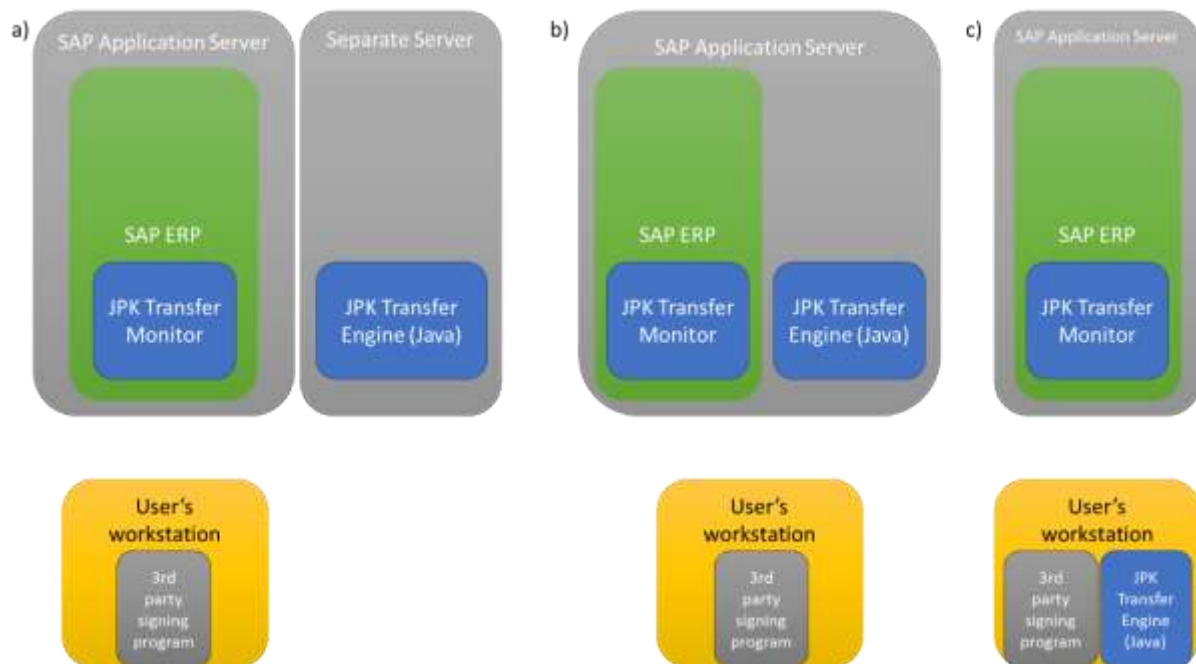 a)
SAP Application Server
SAP ERP
JPK Transfer
Monitor
Separate Server
JPK Transfer
Engine (Java)
User's
workstation
3rd
party
signing
program
b)
SAP Application Server
SAP ERP
JPK Transfer
Monitor
JPK Transfer
Engine (Java)
User's
workstation
3rd
party
signing
program
c)
SAP Application Server
SAP ERP
JPK Transfer
Monitor
User's
workstation
3rd
party
signing
program
JPK
Transfer
Engine
(Java)